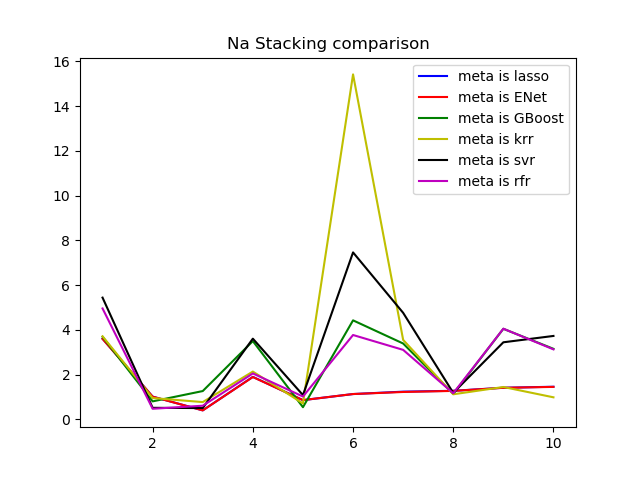 Na Stacking comparison
16
14
12
10
8
6
4
2
0
meta is lasso
meta is ENet
meta is GBoost
meta is krr
meta is svr
meta is rfr
2 4 6 8 10